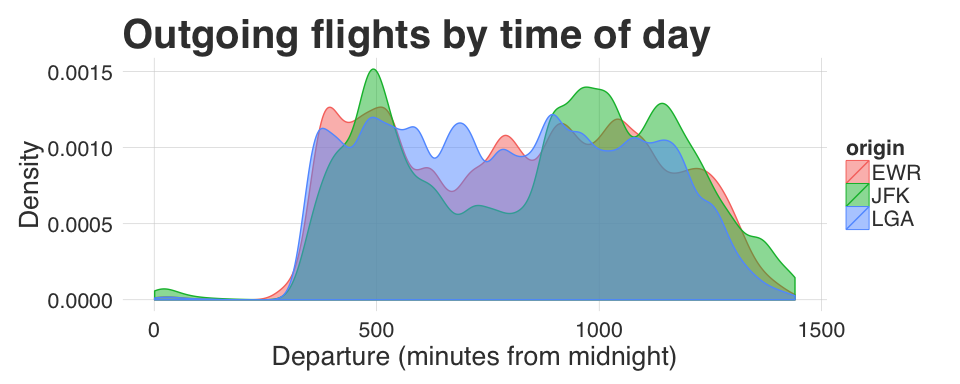 Outgoing flights by time of day
Density
0.0015
0.0010
0.0005
0.0000
0
500
1000
1500
Departure (minutes from midnight)
origin
EWR
JFK
LGA